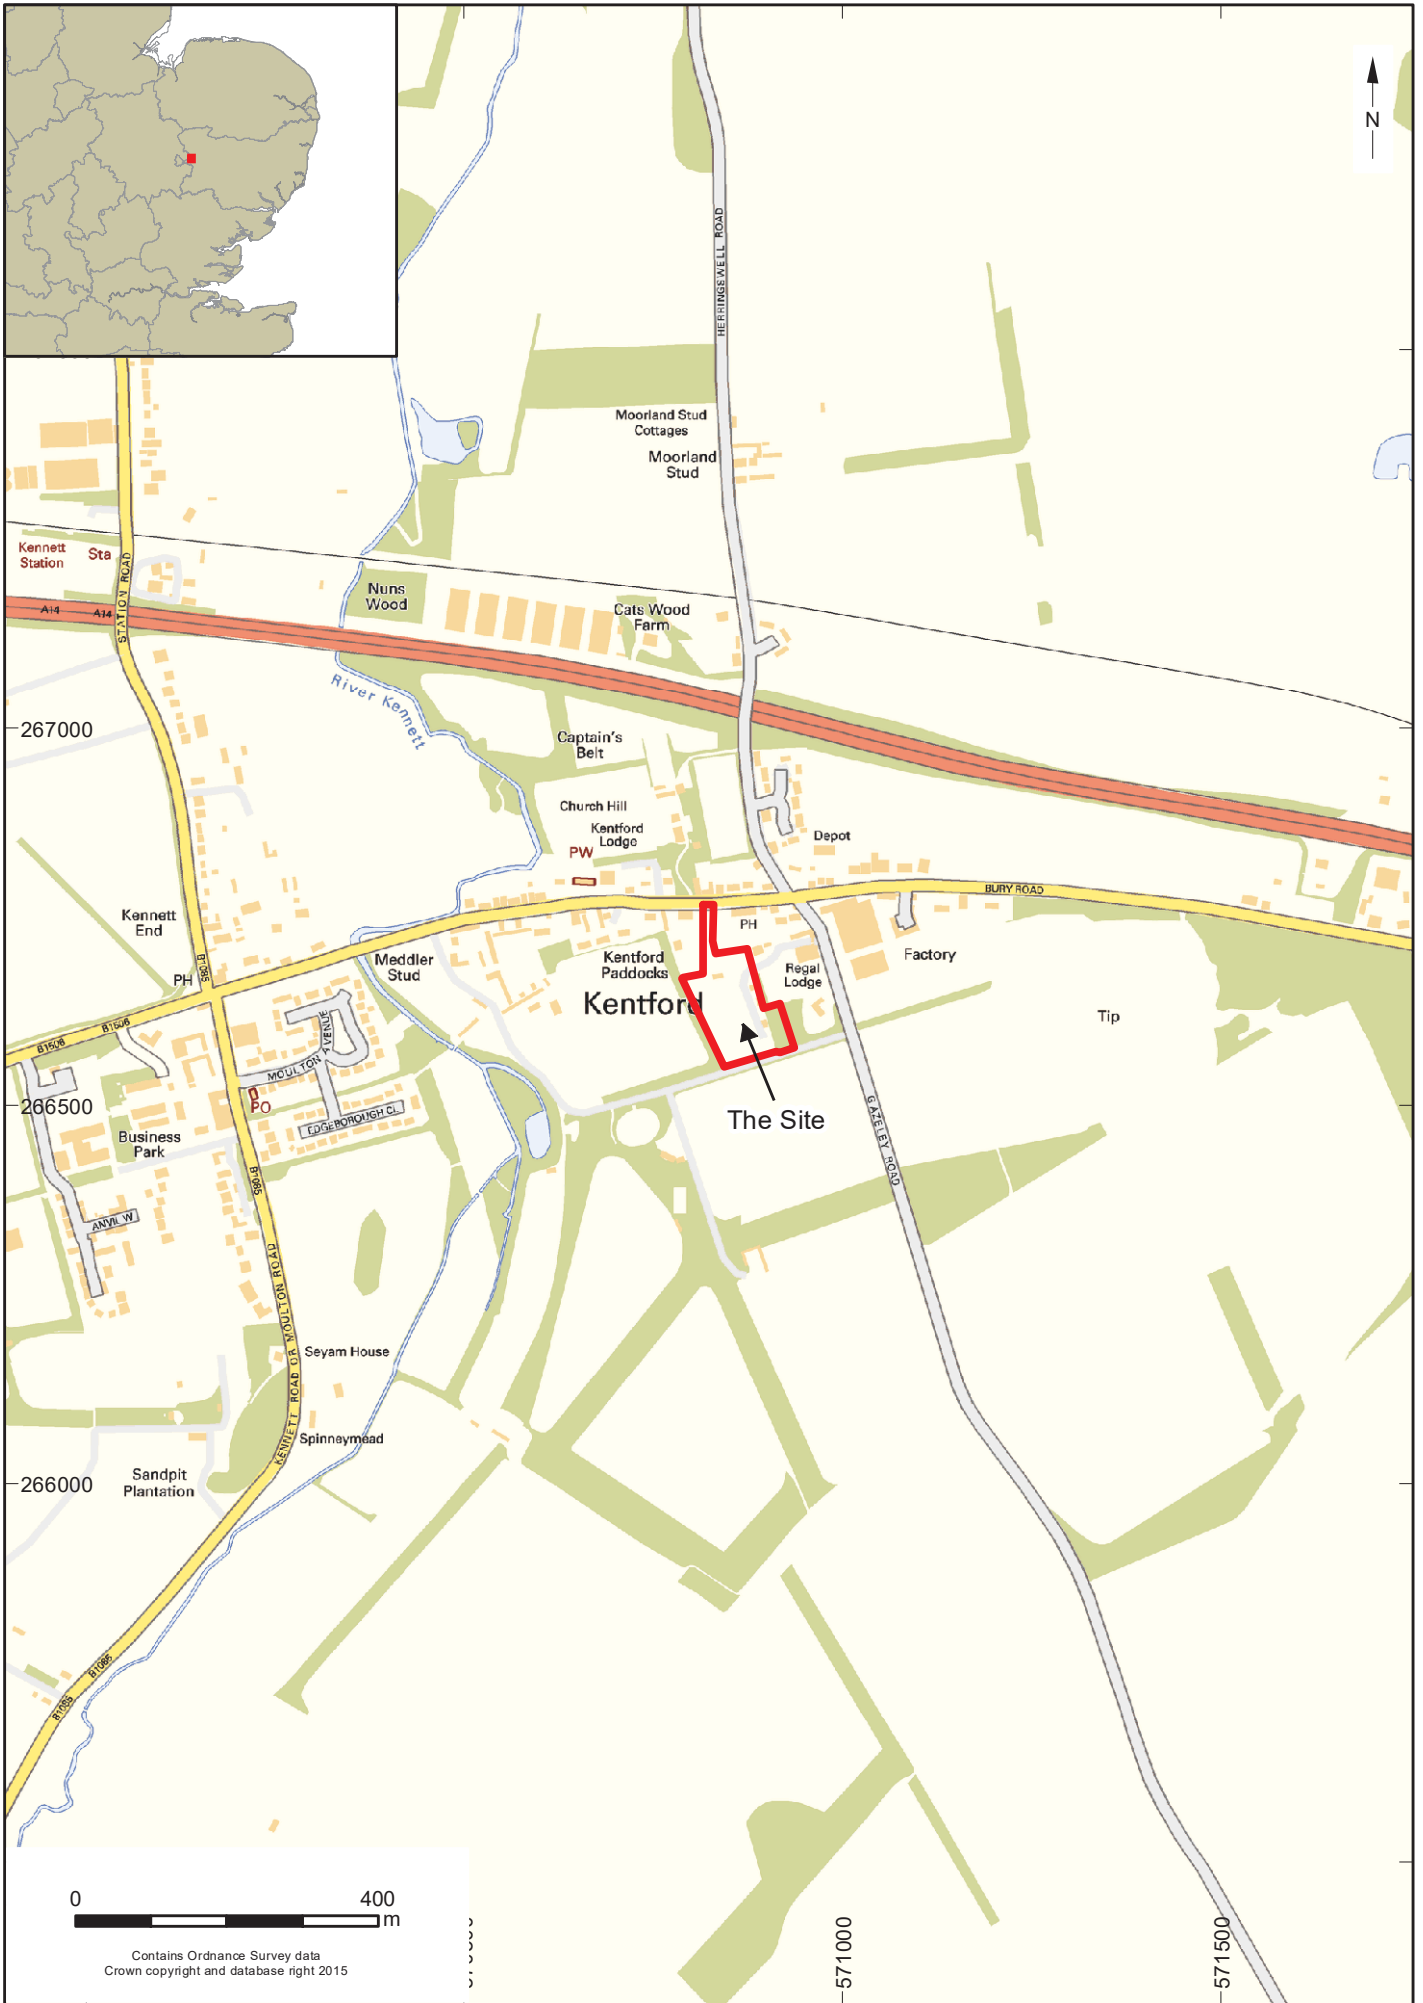 N
HERRINGSWELL ROAD
Moorland Stud
Cottages
Moorland
Stud
Kennett
Station
Sta
STATION ROAD
A14
A14
Nuns
Wood
Cats Wood
Farm
River Kennett
267000
Captain's
Belt
Church Hill
Kentford
Lodge
PW
Depot
BURY ROAD
Kennett
End
PH
B1085
Meddler
Stud
Kentford
Paddocks
PH
Regal
Lodge
Factory
Kentford
Tip
B1506
B1506
MOULTON AVENUE
PO
EDGEBOROUGH CL
266500
The Site
Business
Park
B1085
GAZELEY ROAD
ANVIL W
KENNETT ROAD OR MOULTON ROAD
Seyam House
Spinneymead
266000
Sandpit
Plantation
B1085
B1085
0 400
m
Contains Ordnance Survey data
Crown copyright and database right 2015
571000
571500